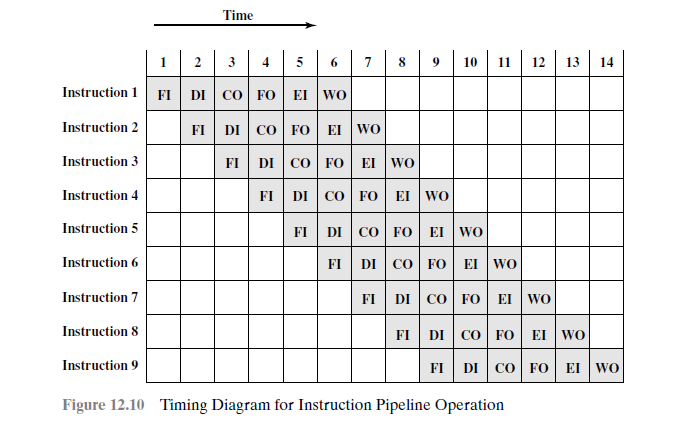 Time
1 2 3 4 5 6 7 8 9 10 11 12 13 14
Instruction 1 FI DI CO FO EI WO
Instruction 2 FI DI CO FO EI WO
Instruction 3 FI DI CO FO EI WO
Instruction 4 FI DI CO FO EI WO
Instruction 5 FI DI CO FO EI WO
Instruction 6 FI DI CO FO EI WO
Instruction 7 FI DI CO FO EI WO
Instruction 8 FI DI CO FO EI WO
Instruction 9 FI DI CO FO EI WO
Figure 12.10 Timing Diagram for Instruction Pipeline Operation